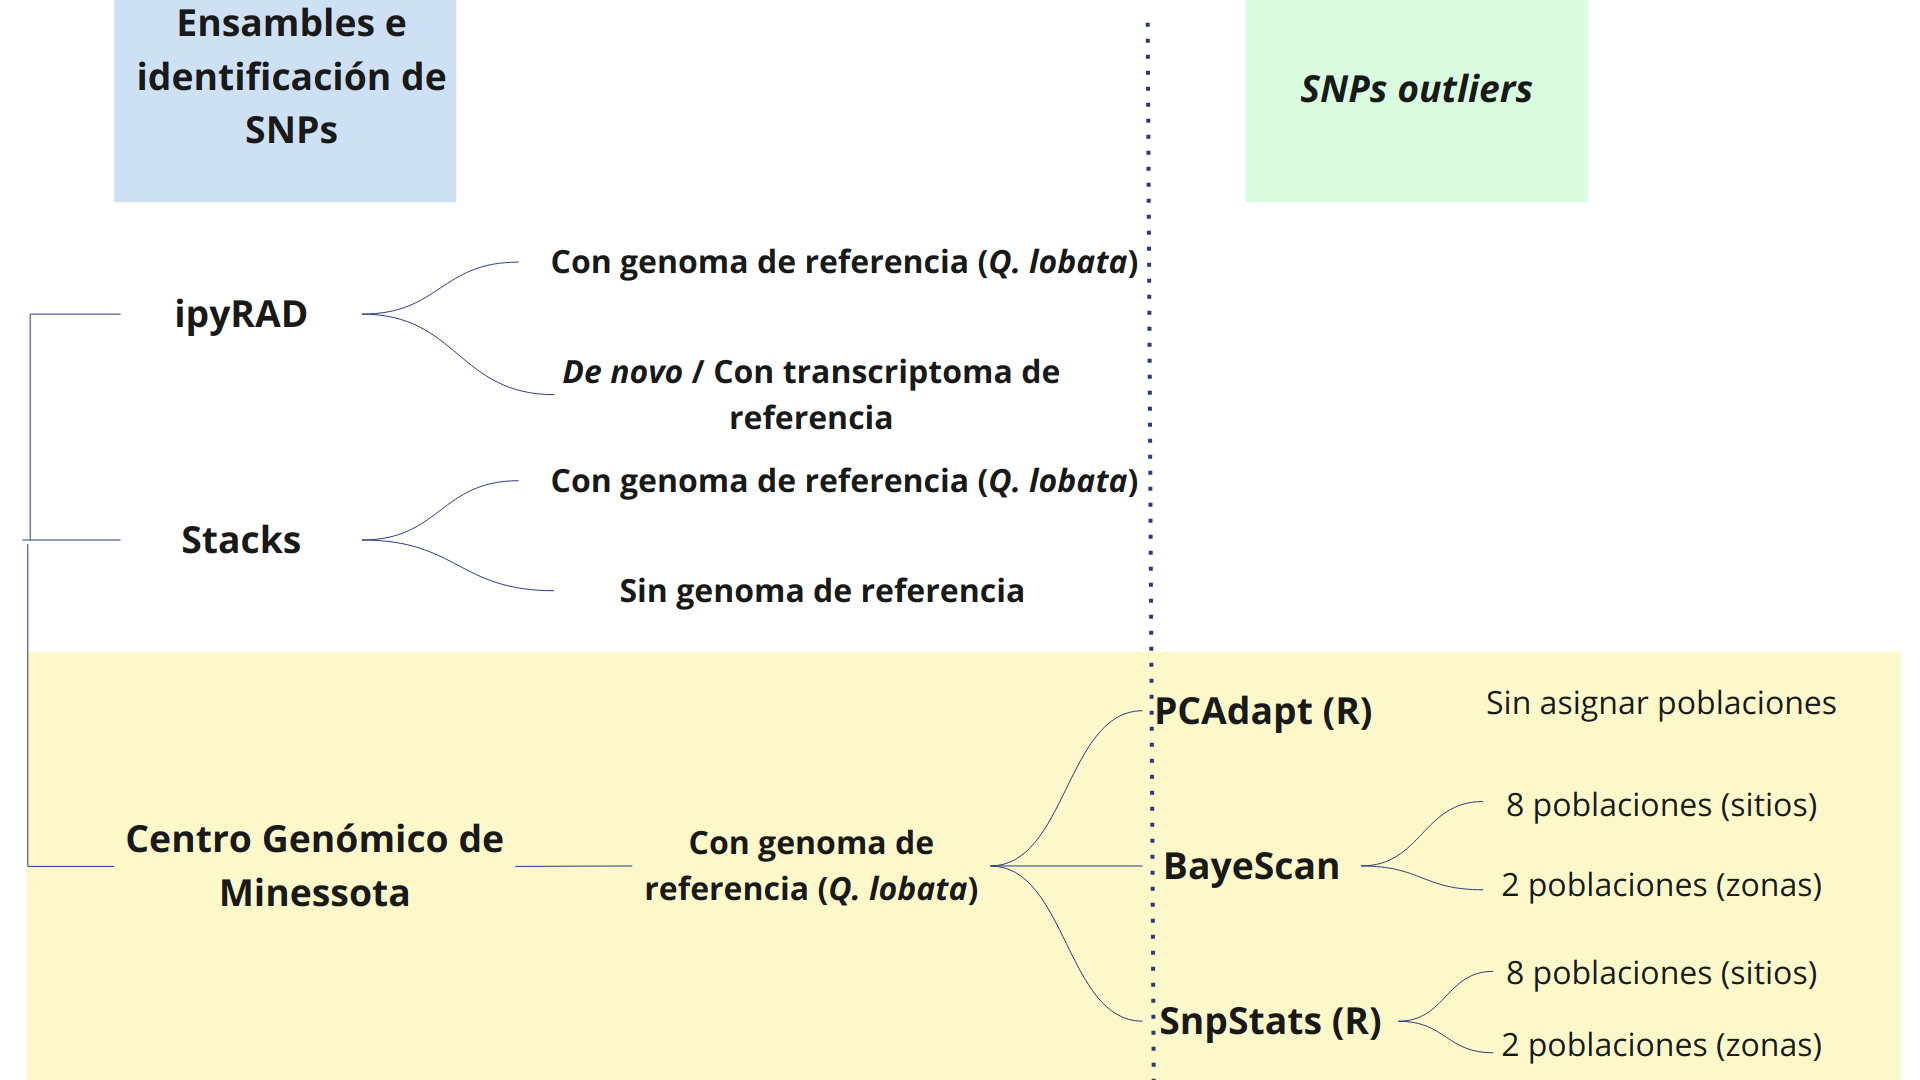 Ensambles e
identificación de
SNPs
SNPs outliers
Con genoma de referencia (Q. lobata)
ipyRAD
De novo / Con transcriptoma de
referencia
Con genoma de referencia (Q. lobata)
Stacks
Sin genoma de referencia
PCAdapt (R)
Sin asignar poblaciones
Centro Genómico de
Minessota
Con genoma de
referencia (Q. lobata)
BayeScan
8 poblaciones (sitios)
2 poblaciones (zonas)
SnpStats (R)
8 poblaciones (sitios)
2 poblaciones (zonas)